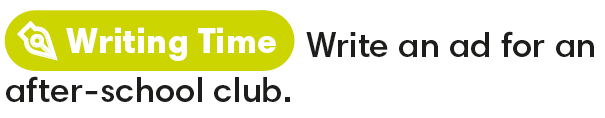 Writing Time Write an ad for an
after-school club.